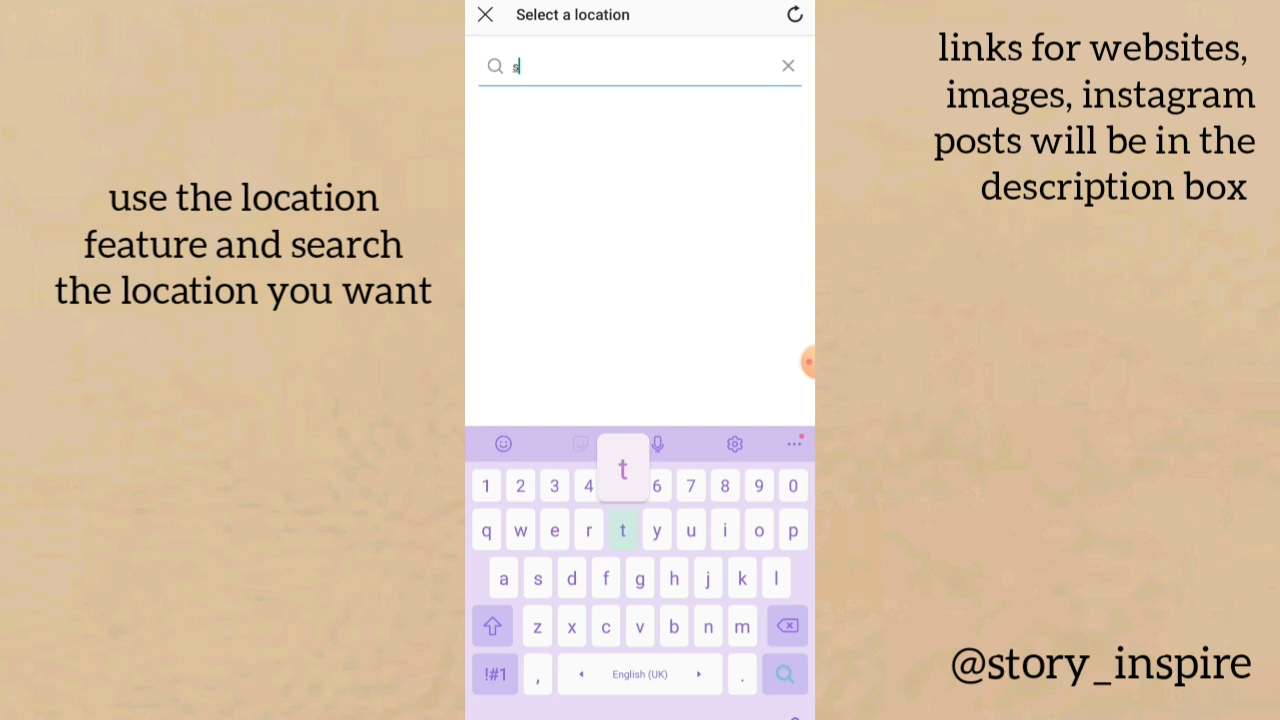 use the location
feature and search
the location you want
Select a location
s
t
1 2 3 4 6 7 8 9 0
q w e r t y u i o p
a s d f g h j k l
z x c v b n m
!#1 , English (UK) .
links for websites,
images, instagram
posts will be in the
description box
@story_inspire